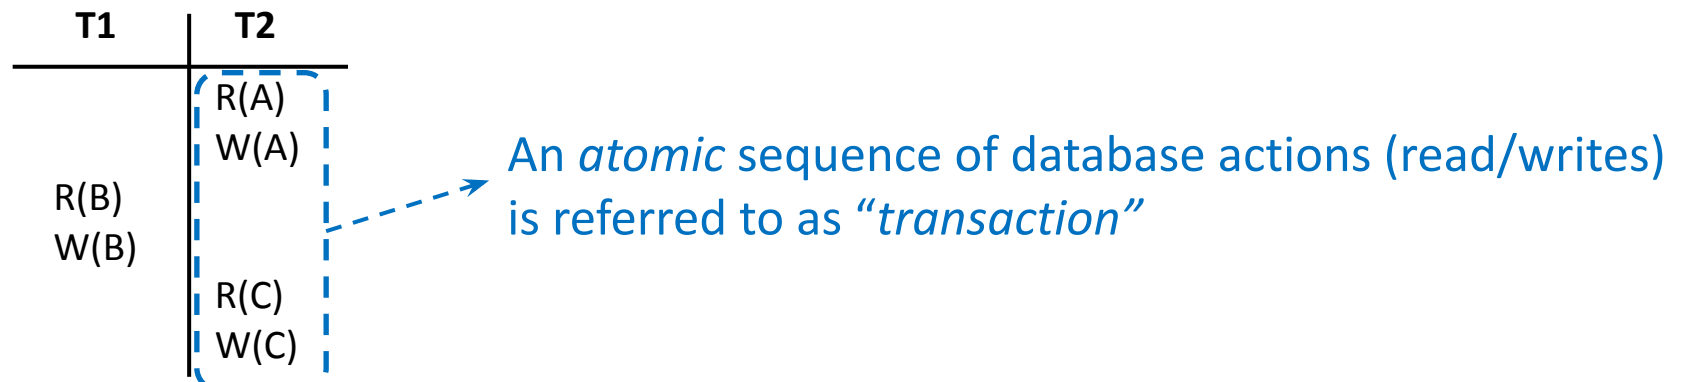 T1 T2
R(A)
W(A)
An atomic sequence of database actions (read/writes)
is referred to as “transaction”
R(B)
W(B)
R(C)
W(C)